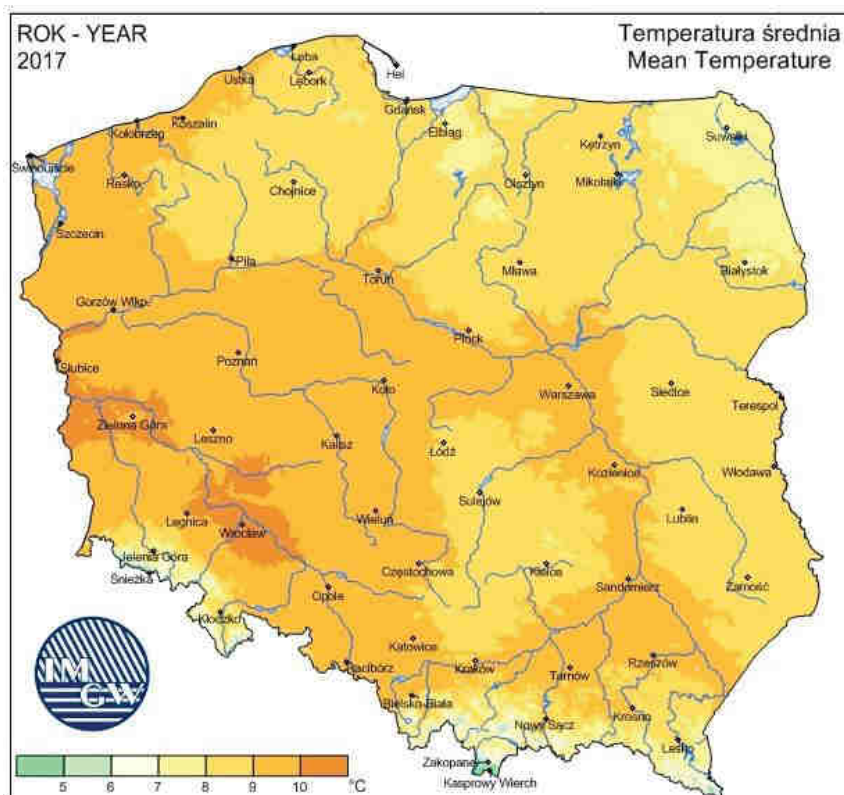 ROK - YEAR
2017
Temperatura średnia
Mean Temperature
Łeba
Hel
Ustka
Lębork
Gdańsk
Koszalin
Kołobrzeg
Elbląg
Suwałki
Kętrzyn
Świnoujście
Resko
Chojnice
Olsztyn
Mikołajki
Szczecin
Piła
Toruń
Mława
Białystok
Gorzów Wlkp.
Płock
Słubice
Poznań
Koło
Warszawa
Siedlce
Terespol
Zielona Góra
Leszno
Kalisz
Łódź
Kozienice
Włodawa
Sulejów
Legnica
Wrocław
Wieluń
Lublin
Jelenia Góra
Śnieżka
Częstochowa
Kielce
Sandomierz
Zamość
Opole
Kłodzko
Katowice
Racibórz
Kraków
Tarnów
Rzeszów
Bielsko-Biała
Nowy Sącz
Krosno
Lesko
Zakopane
Kasprowy Wierch
IM
GW
5 6 7 8 9 10 °C